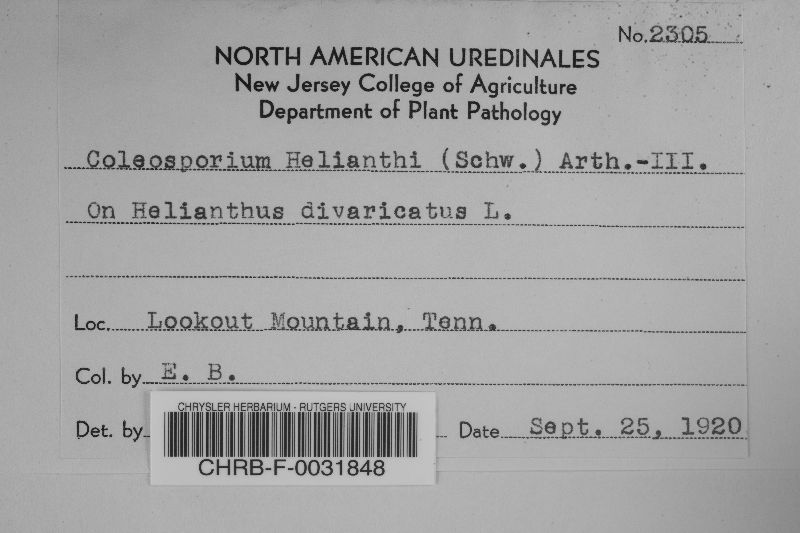 No. 2305
NORTH AMERICAN UREDINALES
New Jersey College of Agriculture
Department of Plant Pathology
Coleosporium Helianthi (Schw.) Arth.-III.
On Helianthus divaricatus L.
Loc. Lookout Mountain, Tenn.
Col. by E. B.
Det. by
Date Sept. 25, 1920
CHRYSLER HERBARIUM - RUTGERS UNIVERSITY
CHRB-F-0031848